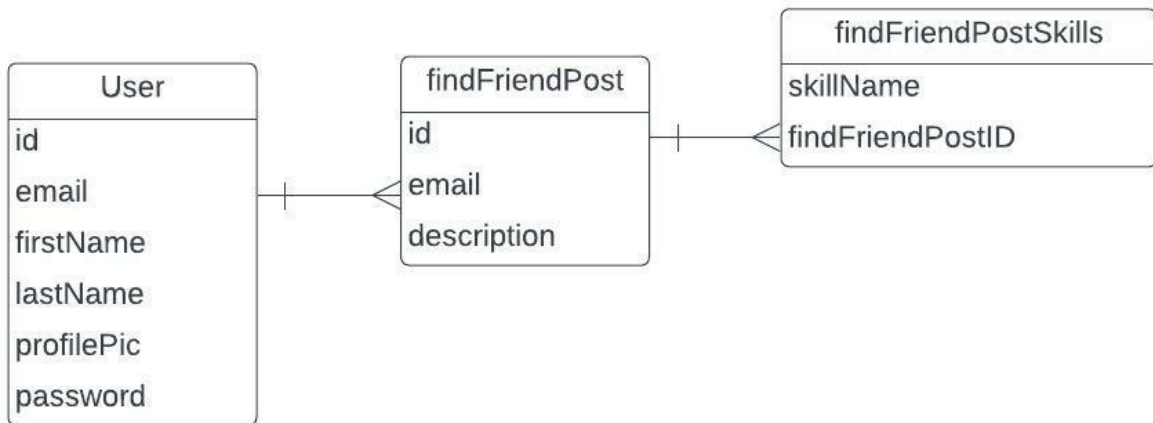 User
id
email
firstName
lastName
profilePic
password
findFriendPost
id
email
description
findFriendPostSkills
skillName
findFriendPostID